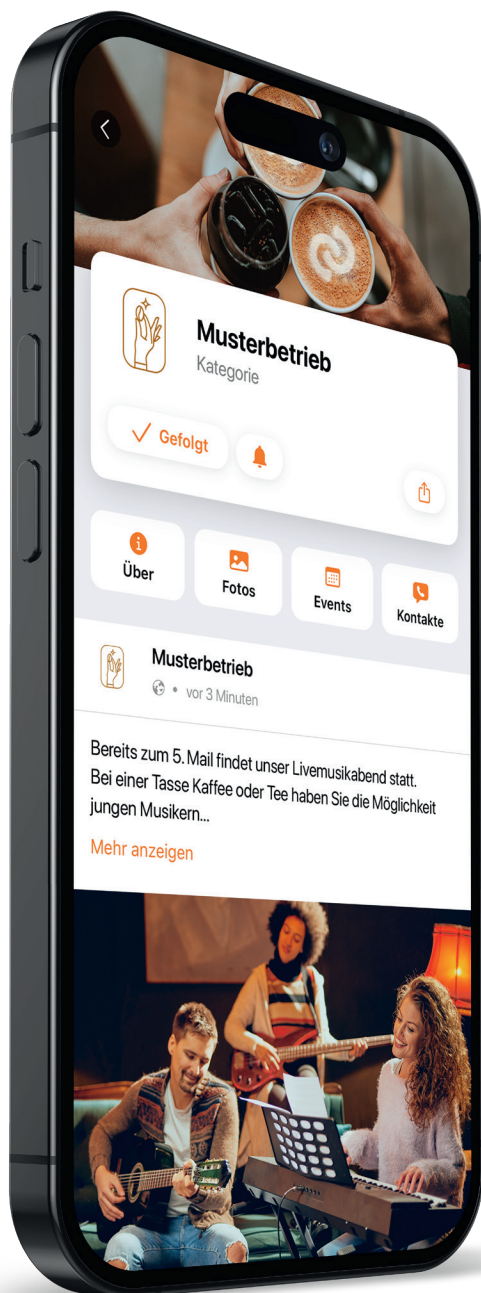 Musterbetrieb
Kategorie
Gefolgt
Über
Fotos
Events
Kontakte
Musterbetrieb
• vor 3 Minuten
Bereits zum 5. Mail findet unser Livemusikabend statt.
Bei einer Tasse Kaffee oder Tee haben Sie die Möglichkeit
jungen Musikern...
Mehr anzeigen